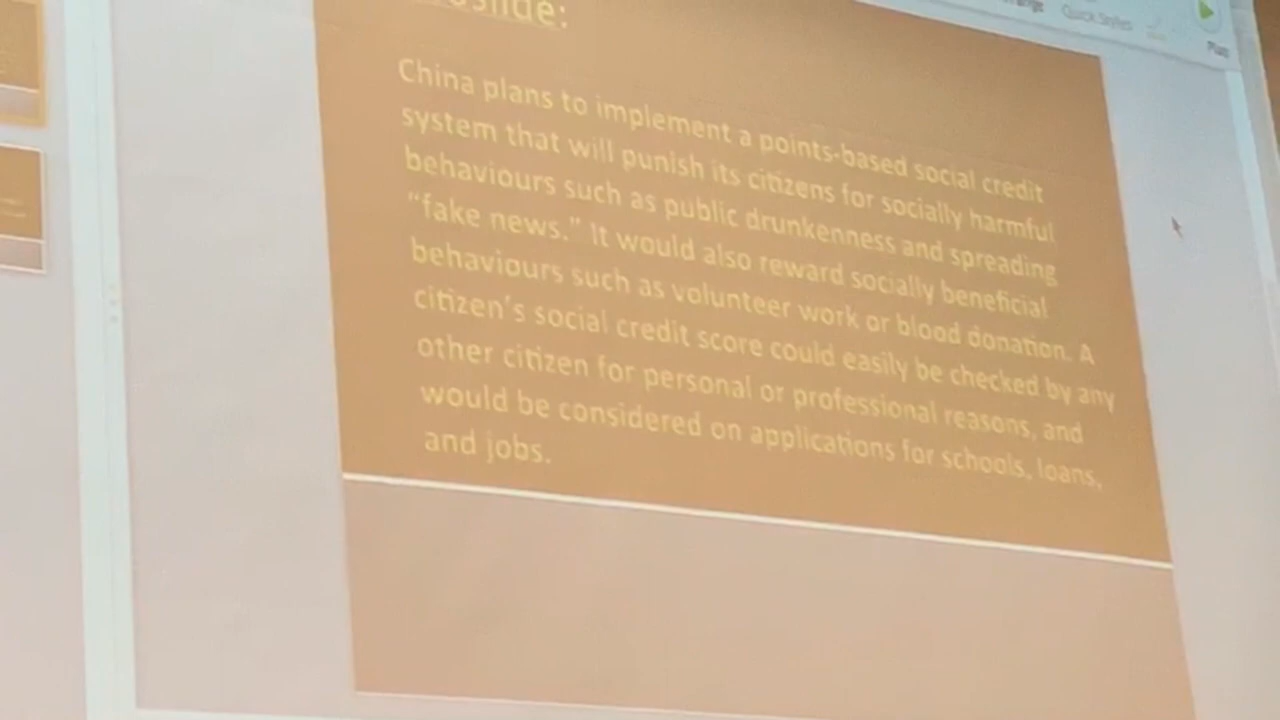 Infoslide:
Quick Styles
China plans to implement a points-based social credit
system that will punish its citizens for socially harmful
behaviours such as public drunkenness and spreading
“fake news.” It would also reward socially beneficial
behaviours such as volunteer work or blood donation. A
citizen’s social credit score could easily be checked by any
other citizen for personal or professional reasons, and
would be considered on applications for schools, loans,
and jobs.